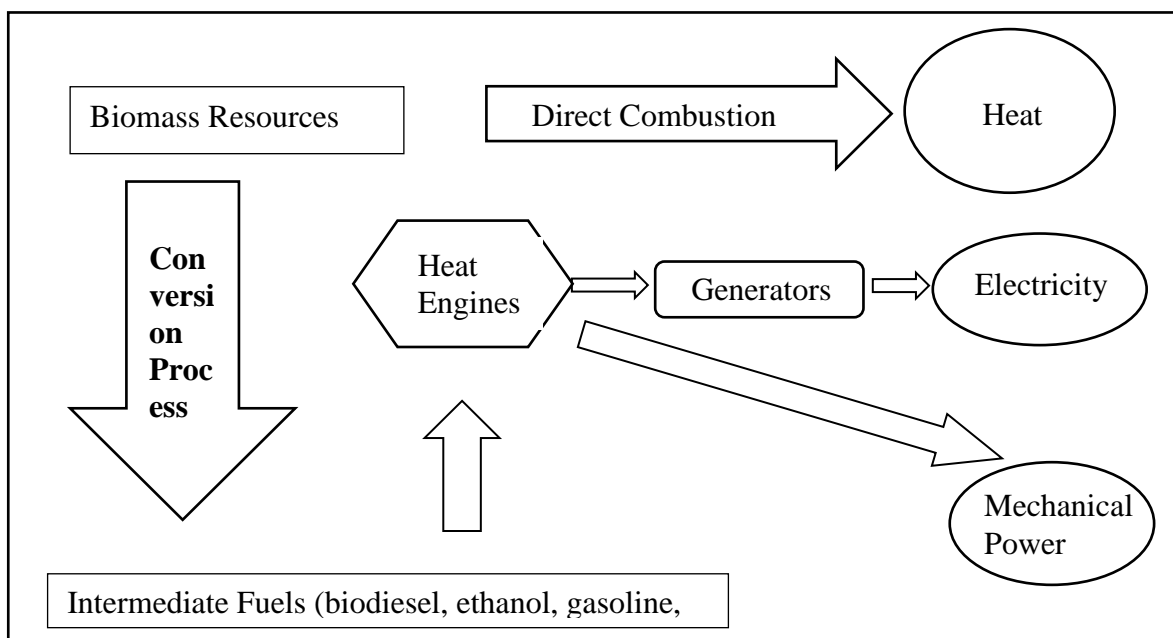 Biomass Resources
Direct Combustion
Heat
Con
versi
on
Proc
ess
Heat
Engines
Generators
Electricity
Mechanical
Power
Intermediate Fuels (biodiesel, ethanol, gasoline,